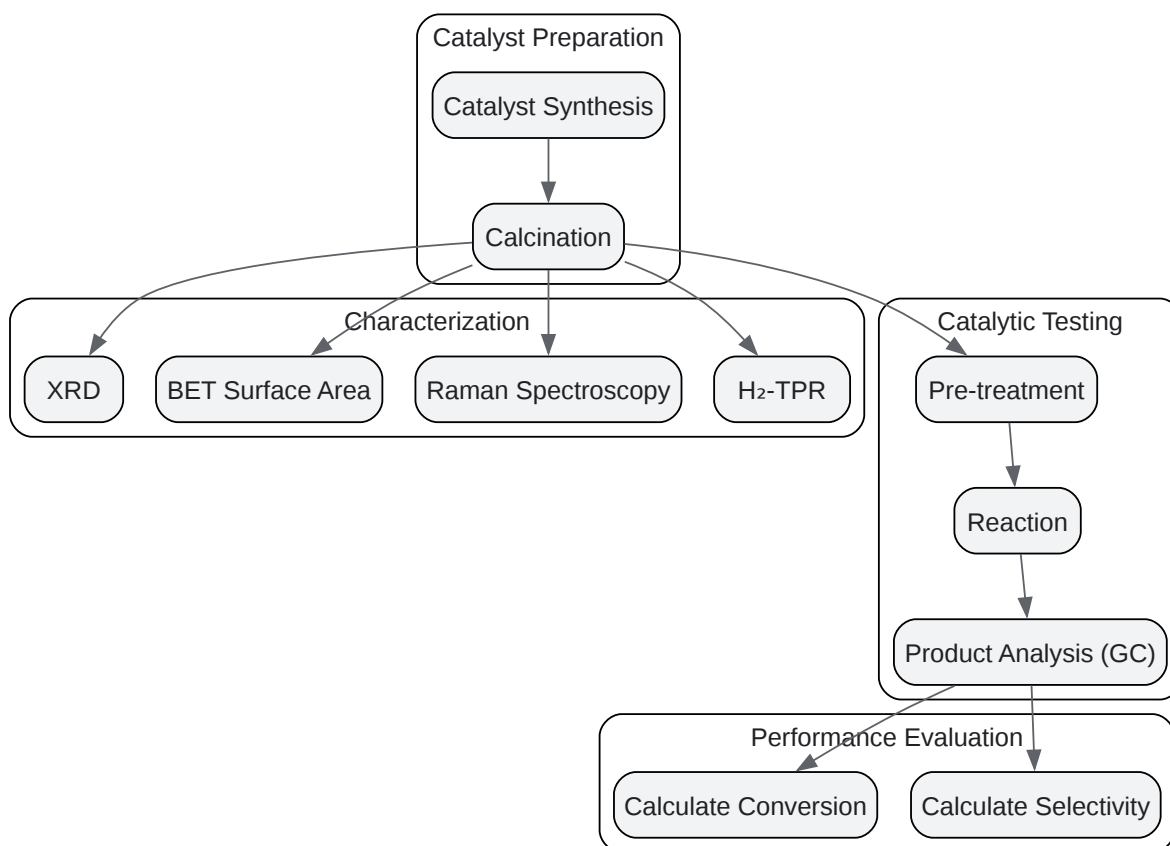 Catalyst Preparation
Catalyst Synthesis
Calcination
Characterization
Catalytic Testing
XRD
BET Surface Area
Raman Spectroscopy
H₂-TPR
Pre-treatment
Reaction
Product Analysis (GC)
Performance Evaluation
Calculate Conversion
Calculate Selectivity